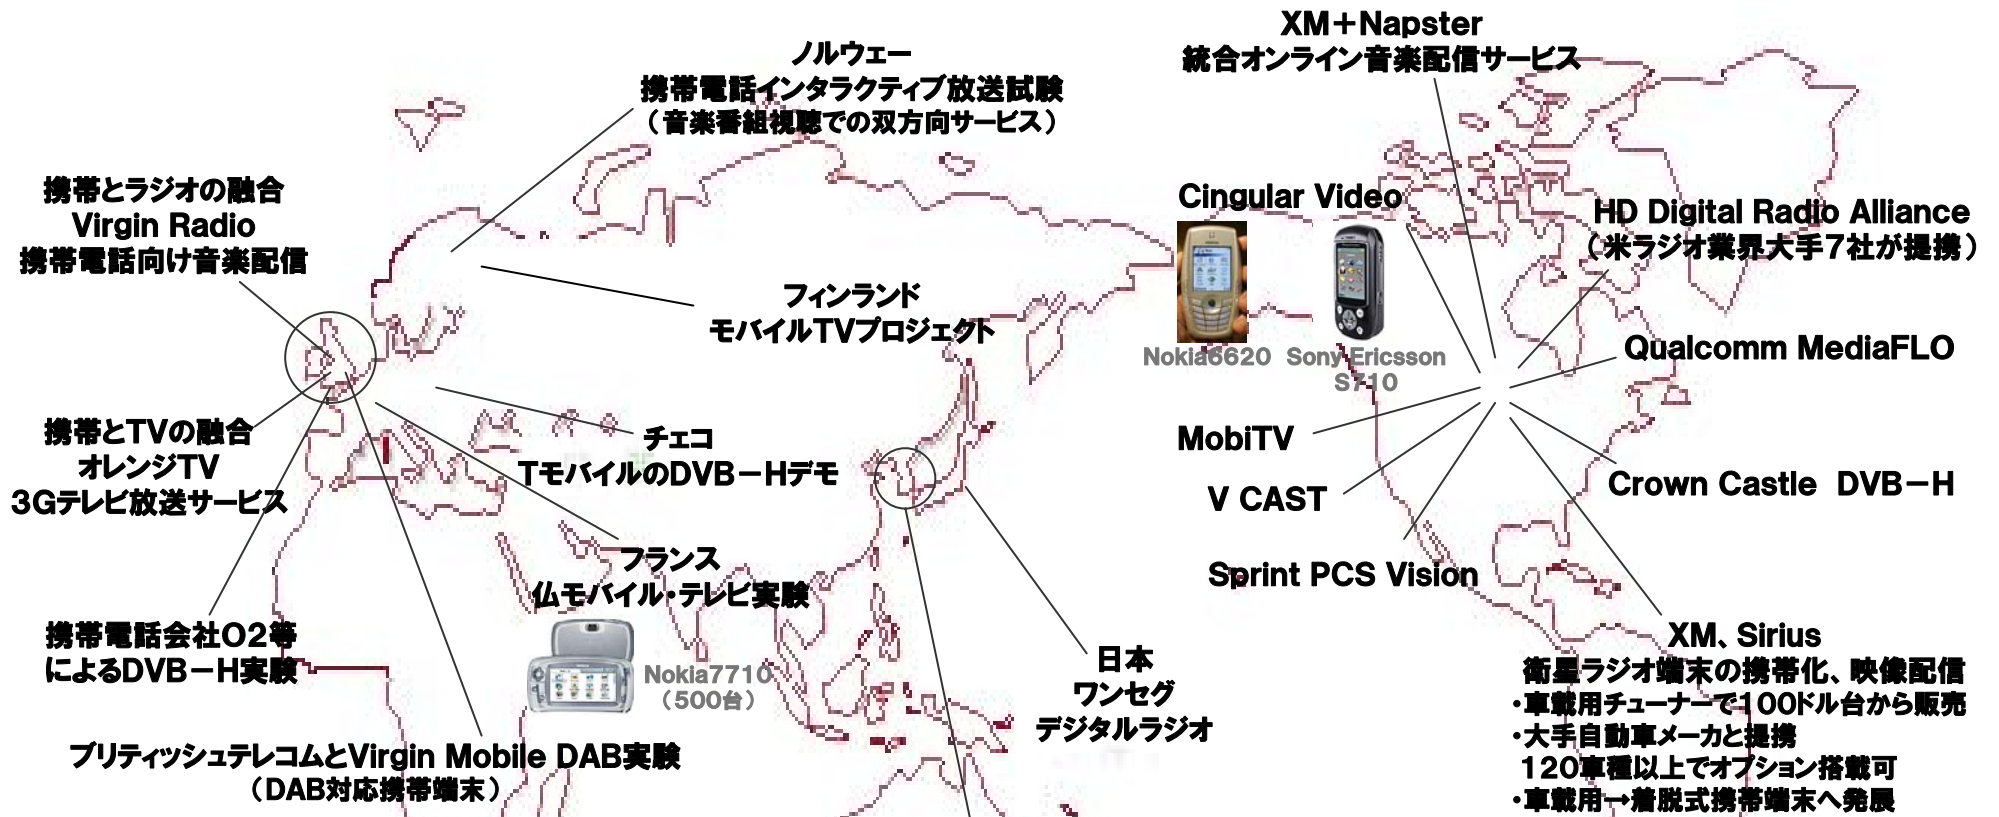 XM＋Napster
統合オンライン音楽配信サービス
ノルウェー
携帯電話インタラクティブ放送試験
（音楽番組視聴での双方向サービス）
携帯とラジオの融合
Virgin Radio
携帯電話向け音楽配信
Cingular Video
HD Digital Radio Alliance
（米ラジオ業界大手７社が提携）
フィンランド
モバイルTVプロジェクト
Nokia6620
Sony Ericsson
S710
Qualcomm MediaFLO
携帯とTVの融合
オレンジTV
3Gテレビ放送サービス
チェコ
TモバイルのDVB－Hデモ
MobiTV
V CAST
Crown Castle DVB－H
フランス
仏モバイル・テレビ実験
Nokia7710
（500台）
Sprint PCS Vision
携帯電話会社O2等
によるDVB－H実験
日本
ワンセグ
デジタルラジオ
XM、Sirius
衛星ラジオ端末の携帯化、映像配信
・車載用チューナーで100ドル台から販売
・大手自動車メーカと提携
120車種以上でオプション搭載可
・車載用→着脱式携帯端末へ発展
ブリティッシュテレコムとVirgin Mobile DAB実験
（DAB対応携帯端末）